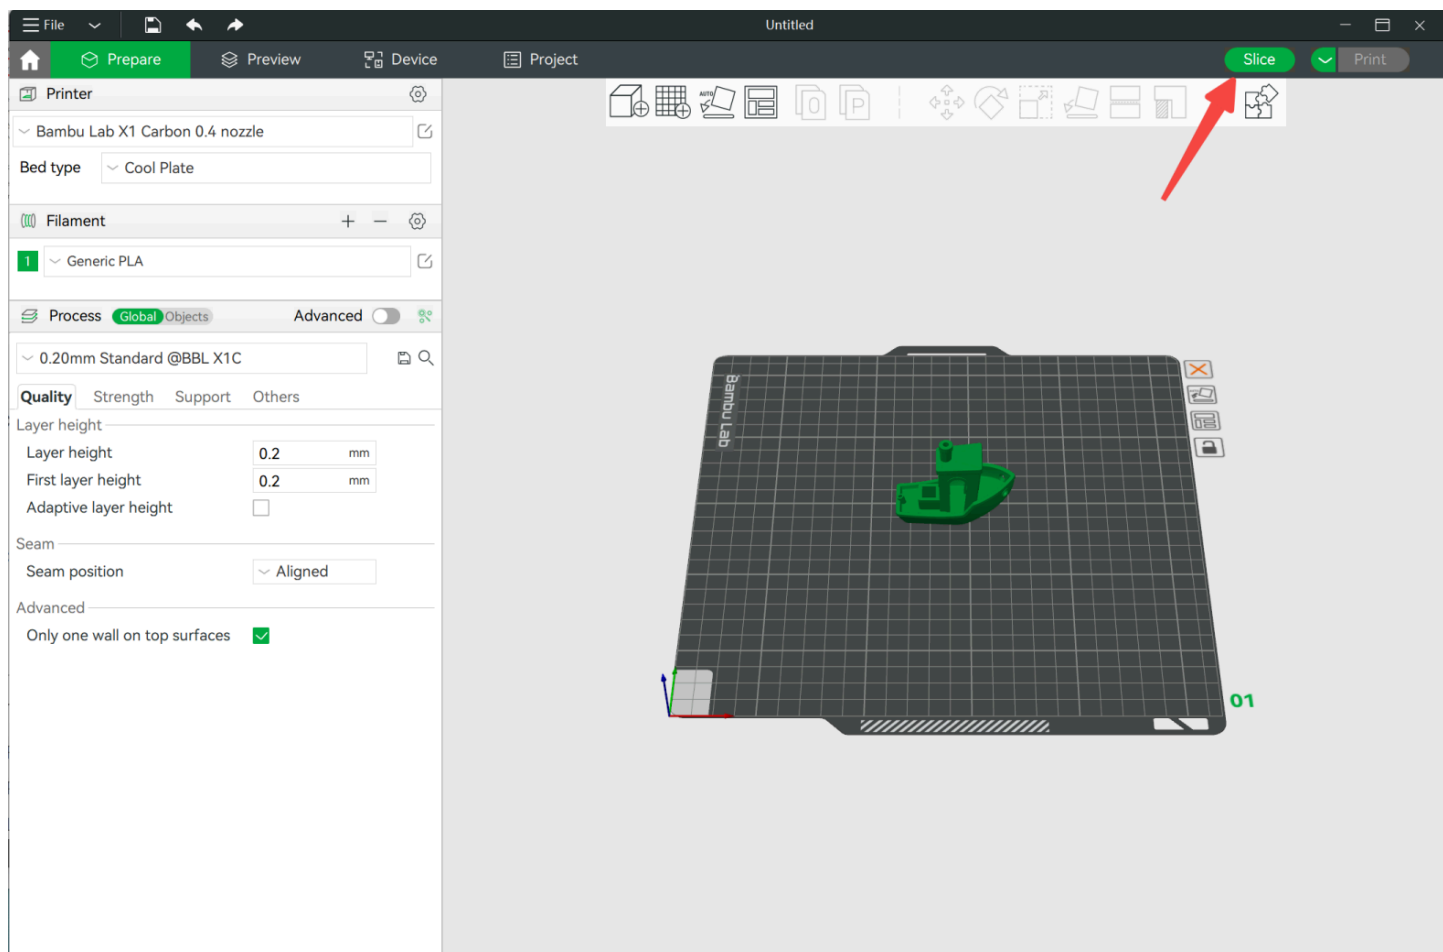 File
Untitled
Prepare
Preview
Device
Project
Slice
Print
Printer
Bambu Lab X1 Carbon 0.4 nozzle
Bed type
Cool Plate
Filament
1
Generic PLA
Process
Global
Objects
Advanced
0.20mm Standard @BBL X1C
Quality
Strength
Support
Others
Layer height
Layer height
0.2 mm
First layer height
0.2 mm
Adaptive layer height
Seam
Seam position
Aligned
Advanced
Only one wall on top surfaces
AUTO
0
P
Bambu Lab
01